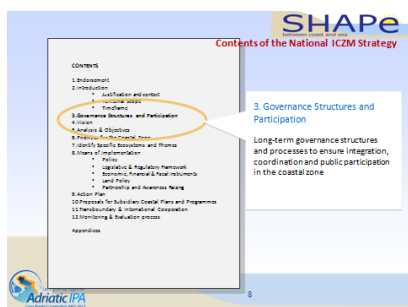 SHAPe
between coast and sea
Contents of the National ICZM Strategy
CONTENTS
1.Endorsement
2.Introduction
• Justification and context
• Territorial Scope
• Timeframe
3.Governance Structures and Participation
4.Vision
5.Analysis & Objectives
6. for the Coastal Zone
7.Identify Specific Ecosystems and Themes
8.Means of Implementation
• Policy
• Legislative & Regulatory Framework
• Economic, Financial & Fiscal Instruments
• Land Policy
• Partnership and Awareness Raising
9.Action Plan
10.Proposals for Subsidiary Coastal Plans and Programmes
11.Transboundary & International Cooperation
12.Monitoring & Evaluation process
Appendices
3. Governance Structures and
Participation
Long-term governance structures
and processes to ensure integration,
coordination and public participation
in the coastal zone
Adriatic IPA
8